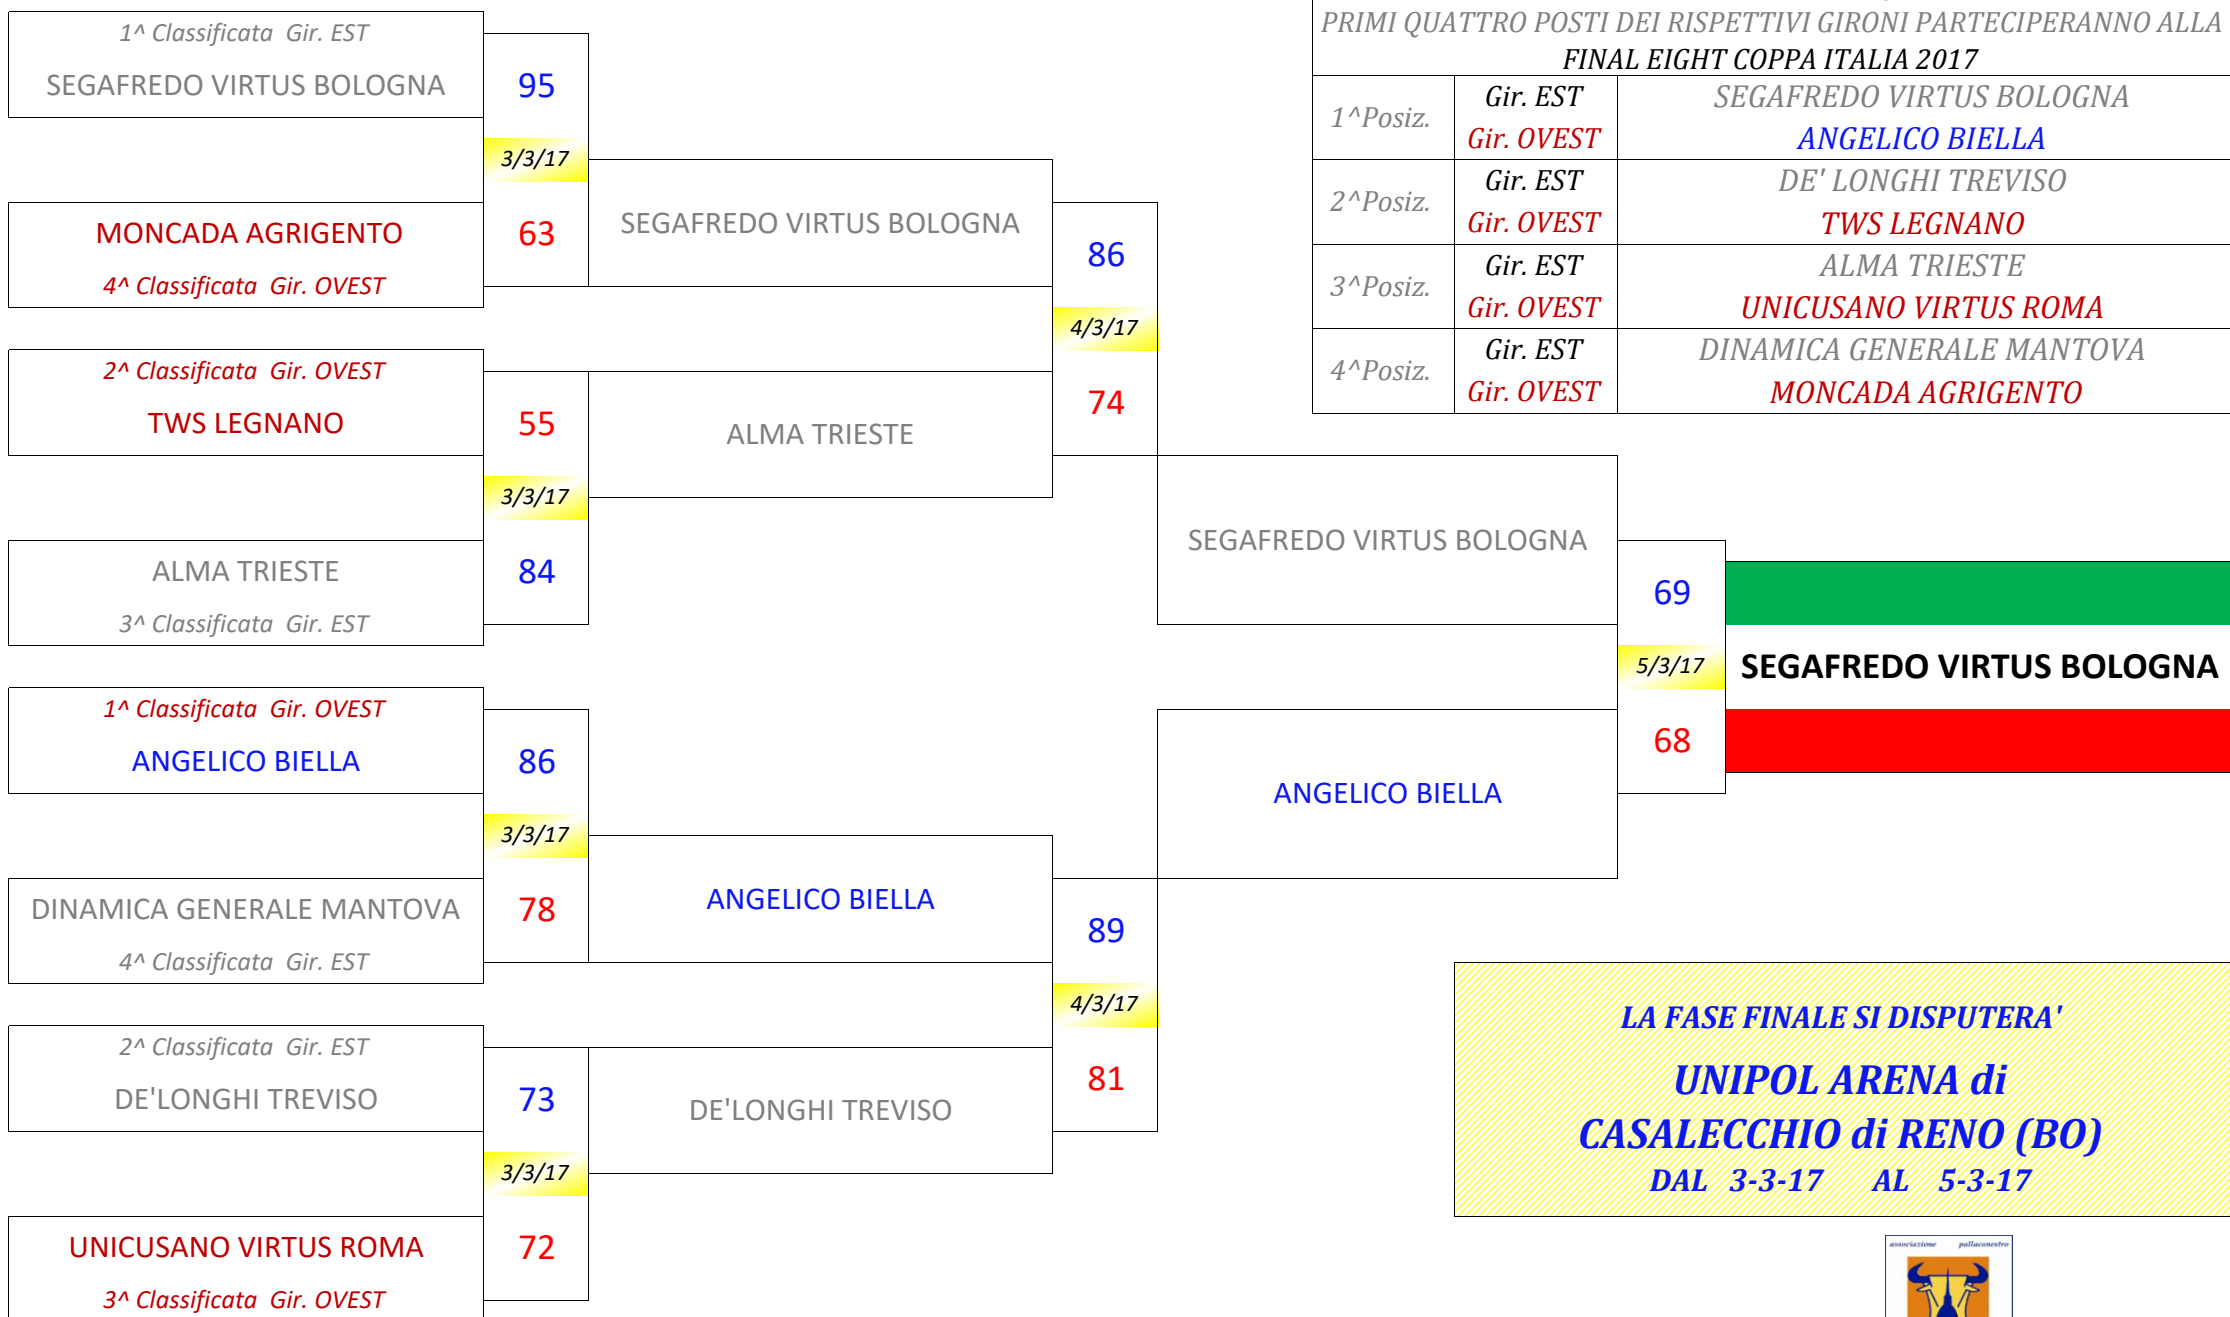 1^ Classificata Gir. EST
SEGAFREDO VIRTUS BOLOGNA
95
3/3/17
MONCADA AGRIGENTO
63
4^ Classificata Gir. OVEST
2^ Classificata Gir. OVEST
TWS LEGNANO
55
3/3/17
ALMA TRIESTE
84
3^ Classificata Gir. EST
1^ Classificata Gir. OVEST
ANGELICO BIELLA
86
3/3/17
DINAMICA GENERALE MANTOVA
78
4^ Classificata Gir. EST
2^ Classificata Gir. EST
DE'LONGHI TREVISO
73
3/3/17
UNICUSANO VIRTUS ROMA
72
3^ Classificata Gir. OVEST
SEGAFREDO VIRTUS BOLOGNA
86
4/3/17
ALMA TRIESTE
74
ANGELICO BIELLA
89
4/3/17
DE'LONGHI TREVISO
81
SEGAFREDO VIRTUS BOLOGNA
69
5/3/17
ANGELICO BIELLA
68
SEGAFREDO VIRTUS BOLOGNA
PRIMI QUATTRO POSTI DEI RISPETTIVI GIRONI PARTECIPERANNO ALLA
FINAL EIGHT COPPA ITALIA 2017
1^Posiz.
Gir. EST SEGAFREDO VIRTUS BOLOGNA
Gir. OVEST ANGELICO BIELLA
2^Posiz.
Gir. EST DE' LONGHI TREVISO
Gir. OVEST TWS LEGNANO
3^Posiz.
Gir. EST ALMA TRIESTE
Gir. OVEST UNICUSANO VIRTUS ROMA
4^Posiz.
Gir. EST DINAMICA GENERALE MANTOVA
Gir. OVEST MONCADA AGRIGENTO
LA FASE FINALE SI DISPUTERA'
UNIPOL ARENA di
CASALECCHIO di RENO (BO)
DAL 3-3-17 AL 5-3-17
associazione pallacanestro